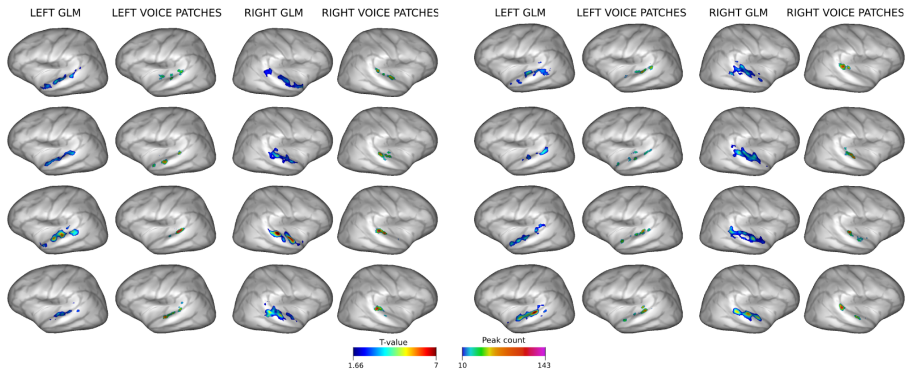 LEFT GLM LEFT VOICE PATCHES RIGHT GLM RIGHT VOICE PATCHES LEFT GLM LEFT VOICE PATCHES RIGHT GLM RIGHT VOICE PATCHES
T-value Peak count
1.66 7 10 143